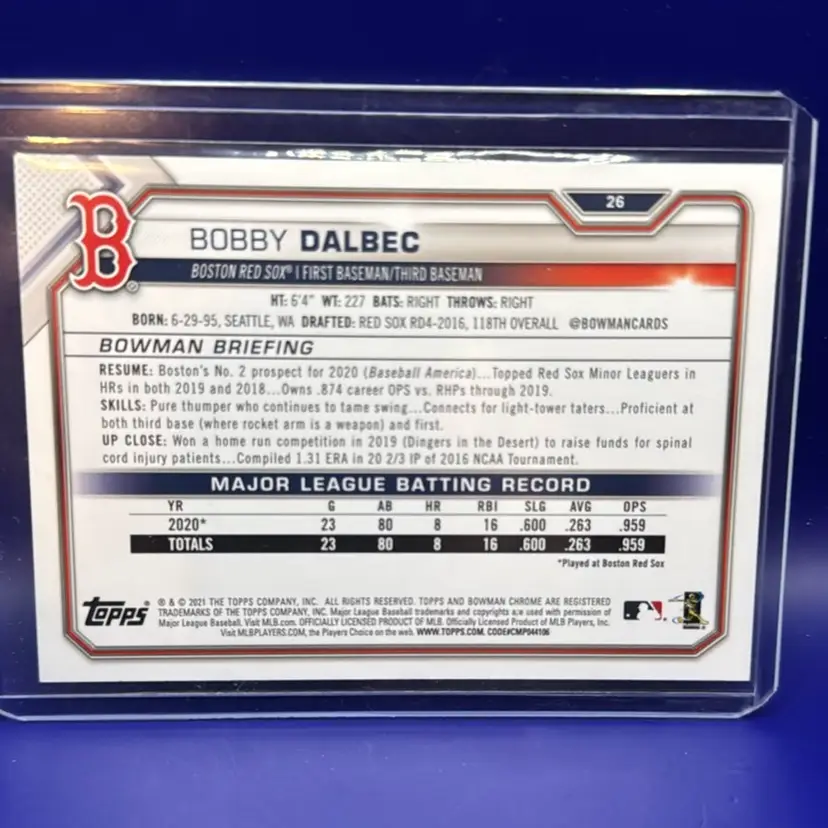 26
B
BOBBY DALBEC
BOSTON RED SOX® | FIRST BASEMAN/THIRD BASEMAN
HT: 6'4" WT: 227 BATS: RIGHT THROWS: RIGHT
BORN: 6-29-95, SEATTLE, WA DRAFTED: RED SOX RD4-2016, 118TH OVERALL @BOWMANCARDS
BOWMAN BRIEFING
RESUME: Boston's No. 2 prospect for 2020 (Baseball America)...Topped Red Sox Minor Leaguers in
HRs in both 2019 and 2018...Owns .874 career OPS vs. RHPs through 2019.
SKILLS: Pure thumper who continues to tame swing...Connects for light-tower taters...Proficient at
both third base (where rocket arm is a weapon) and first.
UP CLOSE: Won a home run competition in 2019 (Dingers in the Desert) to raise funds for spinal
cord injury patients...Compiled 1.31 ERA in 20 2/3 IP of 2016 NCAA Tournament.
MAJOR LEAGUE BATTING RECORD
YR G AB HR RBI SLG AVG OPS
2020* 23 80 8 16 .600 .263 .959
TOTALS 23 80 8 16 .600 .263 .959
*Played at Boston Red Sox
topps®
® & © 2021 THE TOPPS COMPANY, INC. ALL RIGHTS RESERVED. TOPPS AND BOWMAN CHROME ARE REGISTERED
TRADEMARKS OF THE TOPPS COMPANY, INC. Major League Baseball trademarks and copyrights are used with permission of
Major League Baseball. Visit MLB.com. OFFICIALLY LICENSED PRODUCT OF MLB. Officially Licensed Product of MLB Players, Inc.
Visit MLBPLAYERS.COM, the Players Choice on the web. WWW.TOPPS.COM. CODE#CMP044106